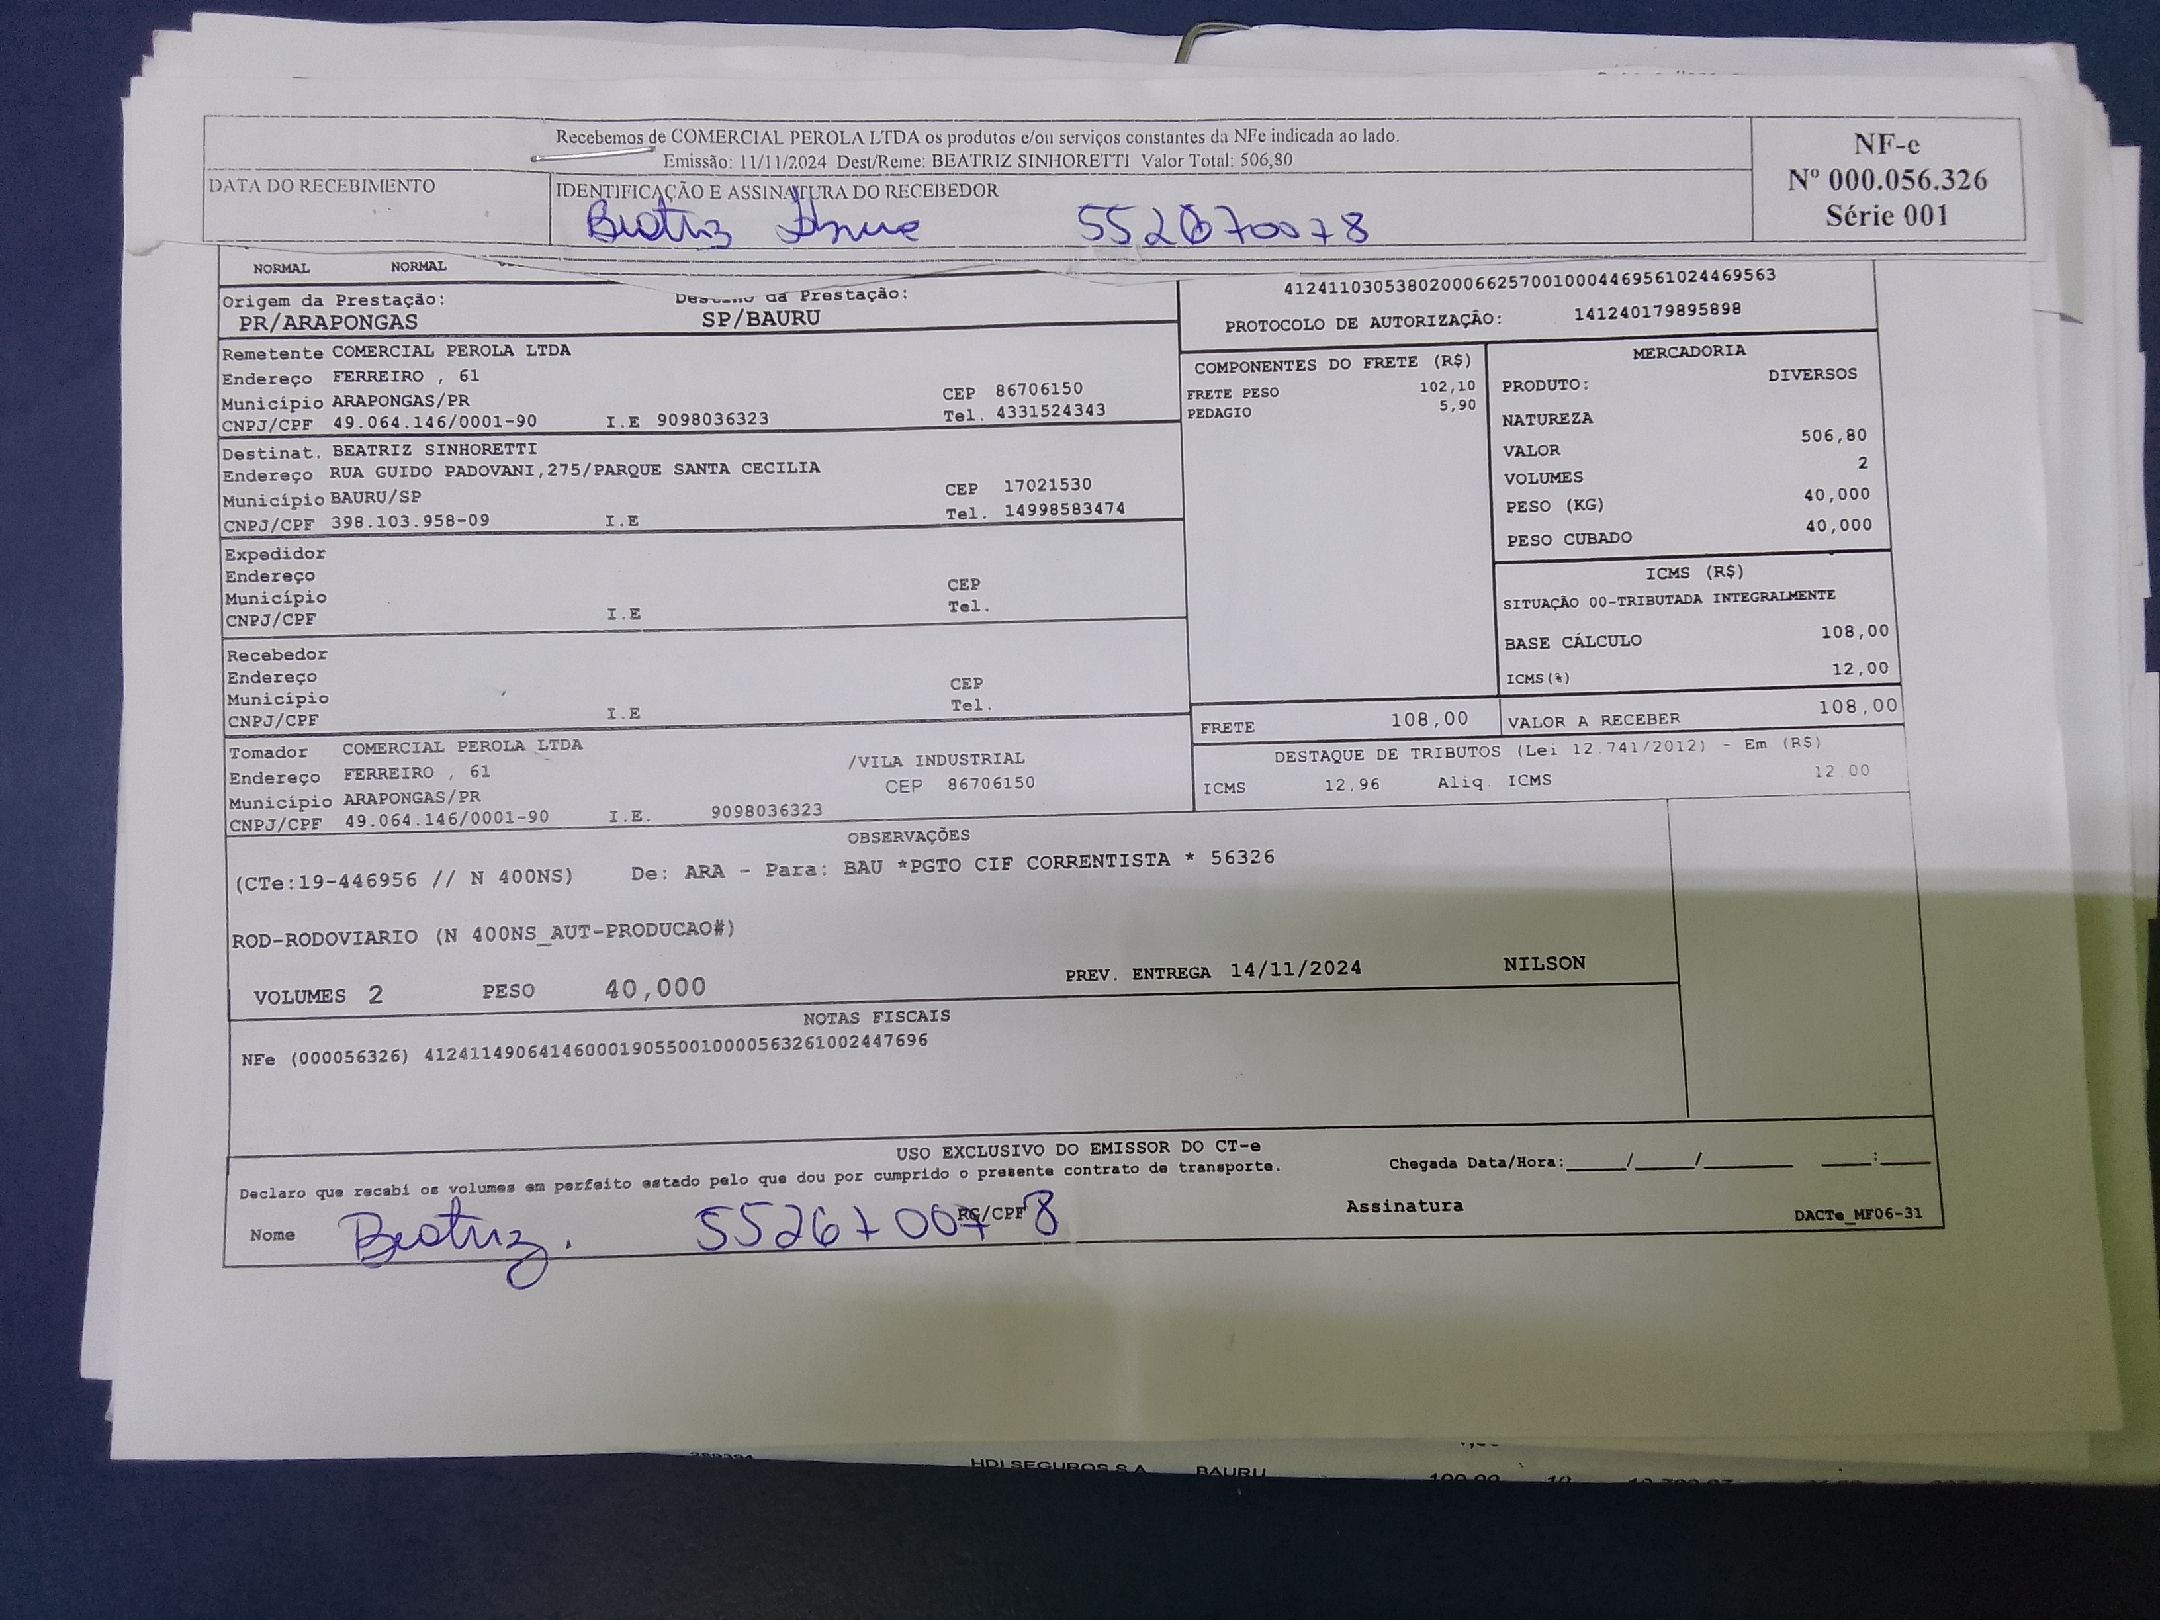 Recebemos de COMERCIAL PEROLA LTDA os produtos e/ou serviços constantes da NFe indicada ao lado.
Emissão: 11/11/2024 Dest/Reme: BEATRIZ SINHORETTI Valor Total: 506,80
DATA DO RECEBIMENTO
IDENTIFICAÇÃO E ASSINATURA DO RECEBEDOR
Beatriz 552670078
NF-e
Nº 000.056.326
Série 001
NORMAL NORMAL
Origem da Prestação: Destino da Prestação:
PR/ARAPONGAS SP/BAURU
41241103053802000662570010004469561024469563
PROTOCOLO DE AUTORIZAÇÃO: 141240179895898
Remetente COMERCIAL PEROLA LTDA
Endereço FERREIRO , 61
Município ARAPONGAS/PR CEP 86706150
CNPJ/CPF 49.064.146/0001-90 I.E 9098036323 Tel. 4331524343
Destinat. BEATRIZ SINHORETTI
Endereço RUA GUIDO PADOVANI,275/PARQUE SANTA CECILIA
Município BAURU/SP CEP 17021530
CNPJ/CPF 398.103.958-09 I.E Tel. 14998583474
Expedidor
Endereço
Município CEP
CNPJ/CPF I.E Tel.
Recebedor
Endereço
Município CEP
CNPJ/CPF I.E Tel.
Tomador COMERCIAL PEROLA LTDA
Endereço FERREIRO , 61 /VILA INDUSTRIAL
Município ARAPONGAS/PR CEP 86706150
CNPJ/CPF 49.064.146/0001-90 I.E. 9098036323
COMPONENTES DO FRETE (R$)
FRETE PESO 102,10
PEDAGIO 5,90
MERCADORIA
PRODUTO: DIVERSOS
NATUREZA
VALOR 506,80
VOLUMES 2
PESO (KG) 40,000
PESO CUBADO 40,000
ICMS (R$)
SITUAÇÃO 00-TRIBUTADA INTEGRALMENTE
BASE CÁLCULO 108,00
ICMS(%) 12,00
FRETE 108,00 VALOR A RECEBER 108,00
DESTAQUE DE TRIBUTOS (Lei 12.741/2012) - Em (R$)
ICMS 12,96 Aliq. ICMS 12,00
OBSERVAÇÕES
(CTe:19-446956 // N 400NS) De: ARA - Para: BAU *PGTO CIF CORRENTISTA * 56326
ROD-RODOVIARIO (N 400NS_AUT-PRODUCAO#)
VOLUMES 2 PESO 40,000 PREV. ENTREGA 14/11/2024 NILSON
NOTAS FISCAIS
NFe (000056326) 41241149064146000190550010000563261002447696
USO EXCLUSIVO DO EMISSOR DO CT-e
Declaro que recebi os volumes em perfeito estado pelo que dou por cumprido o presente contrato de transporte. Chegada Data/Hora:____/____/______ ___:___
Nome Beatriz. RG/CPF 552670078 Assinatura DACTe_MF06-31
HDI SEGUROS S.A BAURU